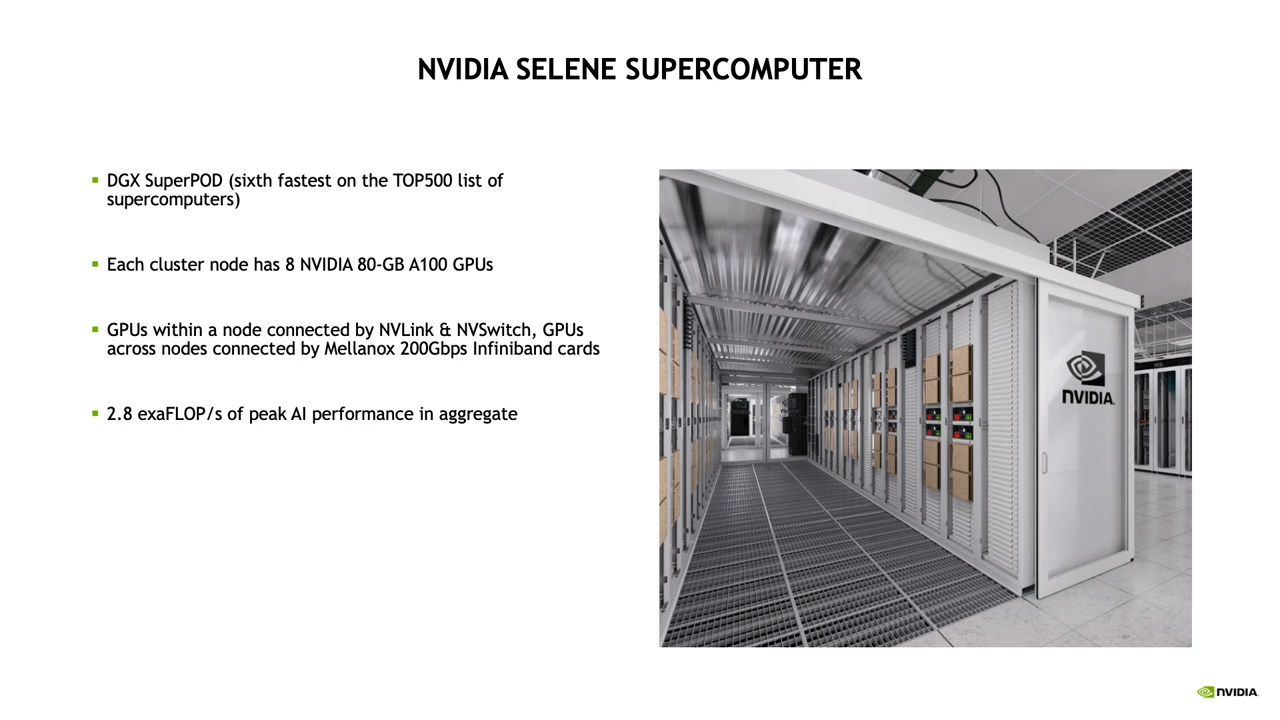 NVIDIA SELENE SUPERCOMPUTER
▪ DGX SuperPOD (sixth fastest on the TOP500 list of
supercomputers)
▪ Each cluster node has 8 NVIDIA 80-GB A100 GPUs
▪ GPUs within a node connected by NVLink & NVSwitch, GPUs
across nodes connected by Mellanox 200Gbps Infiniband cards
▪ 2.8 exaFLOP/s of peak AI performance in aggregate
NVIDIA.
NVIDIA.